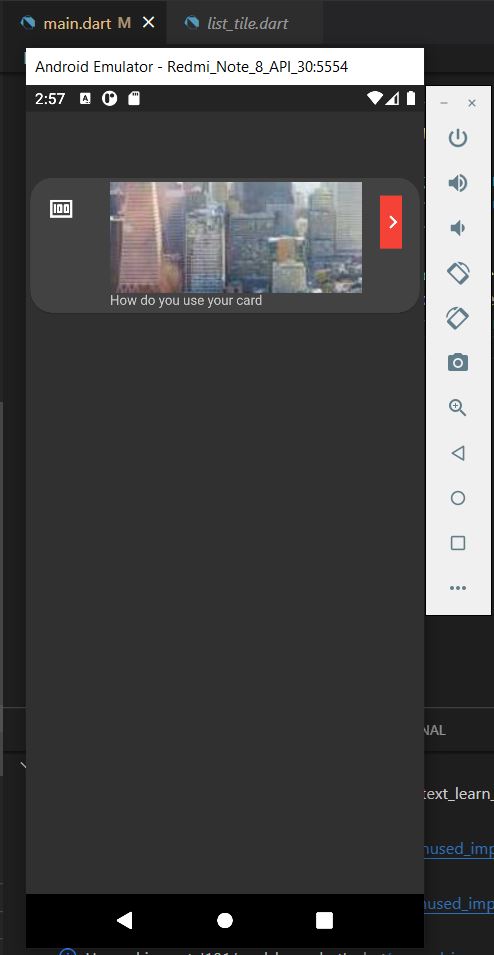 main.dart M
list_tile.dart
Android Emulator - Redmi_Note_8_API_30:5554
2:57
100
How do you use your card
NAL
text_learn_
nused_imp
nused_imp